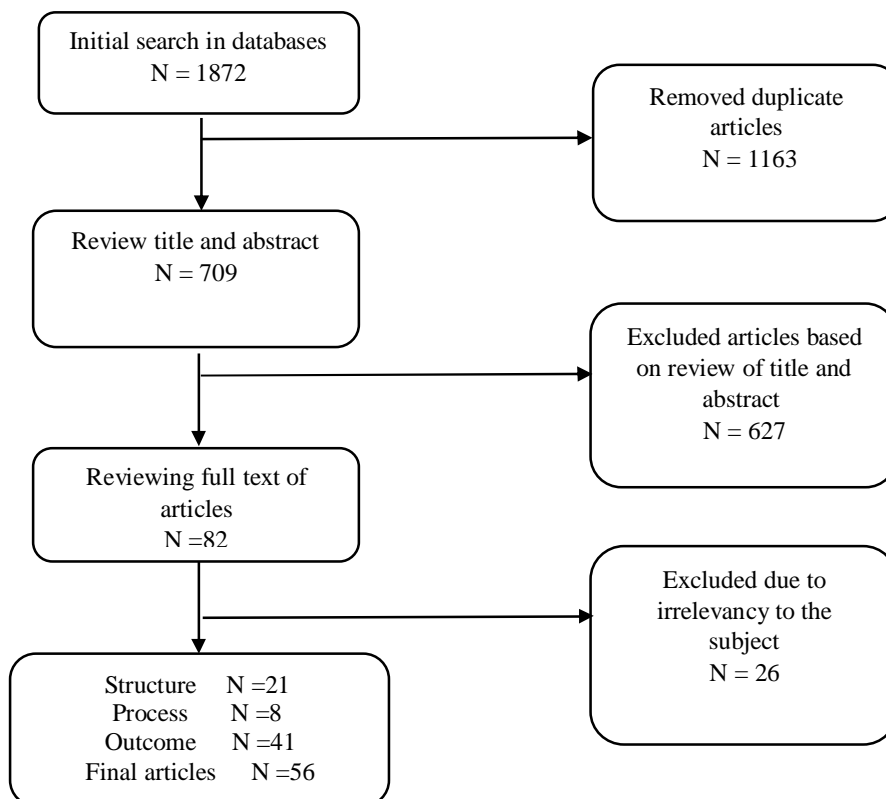 Initial search in databases
N = 1872
Removed duplicate
articles
N = 1163
Review title and abstract
N = 709
Excluded articles based
on review of title and
abstract
N = 627
Reviewing full text of
articles
N =82
Excluded due to
irrelevancy to the
subject
N = 26
Structure N =21
Process N =8
Outcome N =41
Final articles N =56